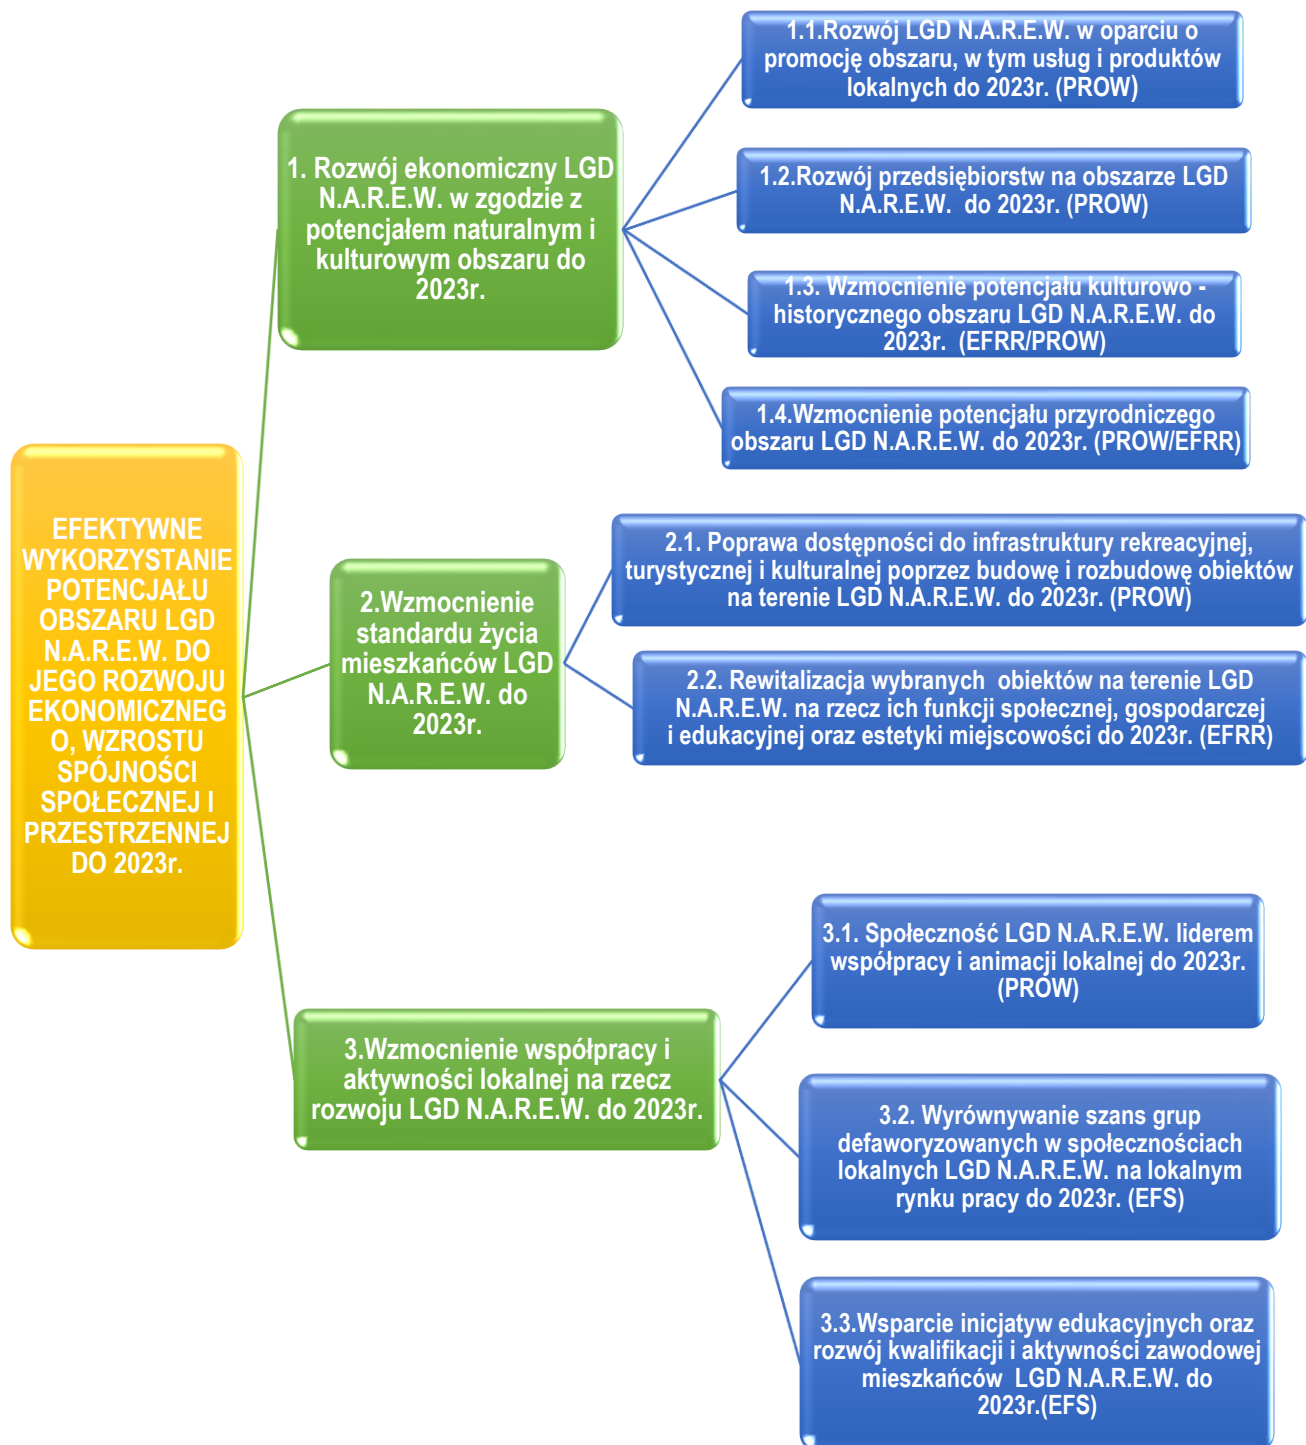 EFEKTYWNE
WYKORZYSTANIE
POTENCJAŁU
OBSZARU LGD
N.A.R.E.W. DO
JEGO ROZWOJU
EKONOMICZNEG
O, WZROSTU
SPÓJNOŚCI
SPOŁECZNEJ I
PRZESTRZENNEJ
DO 2023r.
1. Rozwój ekonomiczny LGD
N.A.R.E.W. w zgodzie z
potencjałem naturalnym i
kulturowym obszaru do
2023r.
1.1.Rozwój LGD N.A.R.E.W. w oparciu o
promocję obszaru, w tym usług i produktów
lokalnych do 2023r. (PROW)
1.2.Rozwój przedsiębiorstw na obszarze LGD
N.A.R.E.W.  do 2023r. (PROW)
1.3. Wzmocnienie potencjału kulturowo -
historycznego obszaru LGD N.A.R.E.W. do
2023r.  (EFRR/PROW)
1.4.Wzmocnienie potencjału przyrodniczego
obszaru LGD N.A.R.E.W. do 2023r. (PROW/EFRR)
2.Wzmocnienie
standardu życia
mieszkańców LGD
N.A.R.E.W. do
2023r.
2.1. Poprawa dostępności do infrastruktury rekreacyjnej,
turystycznej i kulturalnej poprzez budowę i rozbudowę obiektów
na terenie LGD N.A.R.E.W. do 2023r. (PROW)
2.2. Rewitalizacja wybranych  obiektów na terenie LGD
N.A.R.E.W. na rzecz ich funkcji społecznej, gospodarczej
i edukacyjnej oraz estetyki miejscowości do 2023r. (EFRR)
3.Wzmocnienie współpracy i
aktywności lokalnej na rzecz
rozwoju LGD N.A.R.E.W. do 2023r.
3.1. Społeczność LGD N.A.R.E.W. liderem
współpracy i animacji lokalnej do 2023r.
(PROW)
3.2. Wyrównywanie szans grup
defaworyzowanych w społecznościach
lokalnych LGD N.A.R.E.W. na lokalnym
rynku pracy do 2023r. (EFS)
3.3.Wsparcie inicjatyw edukacyjnych oraz
rozwój kwalifikacji i aktywności zawodowej
mieszkańców  LGD N.A.R.E.W. do
2023r.(EFS)